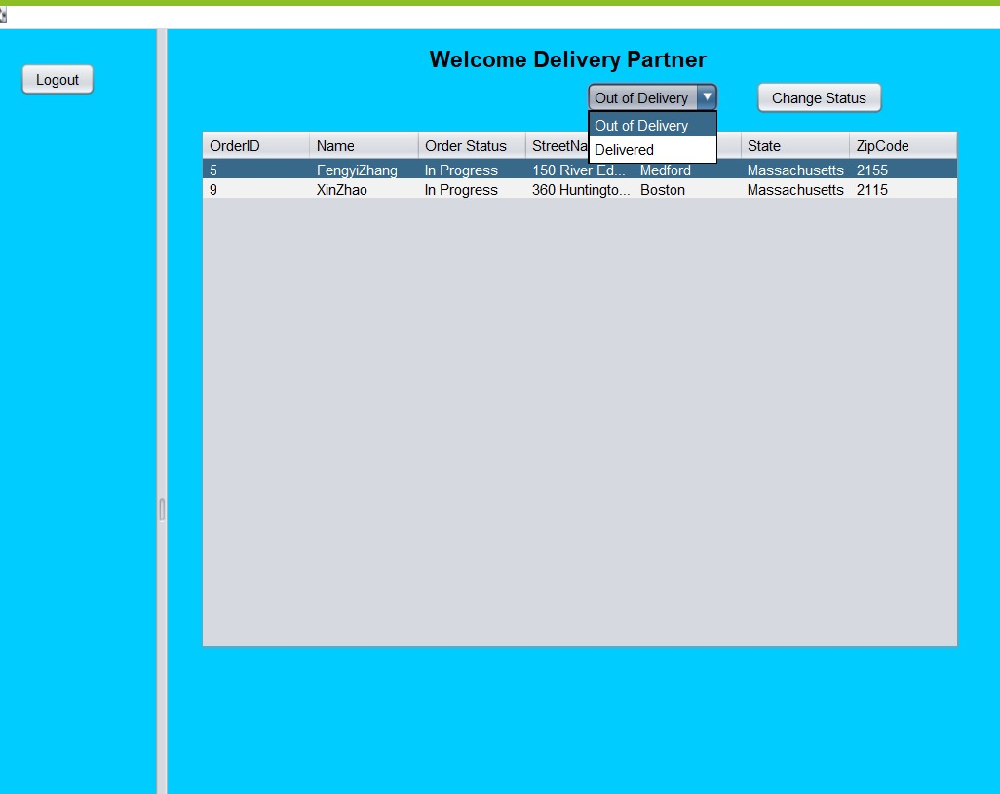 Welcome Delivery Partner
Logout
Out of Delivery
Change Status
Out of Delivery
Delivered
OrderID Name Order Status StreetNa State ZipCode
5 FengyiZhang In Progress 150 River Ed... Medford Massachusetts 2155
9 XinZhao In Progress 360 Huntingto... Boston Massachusetts 2115